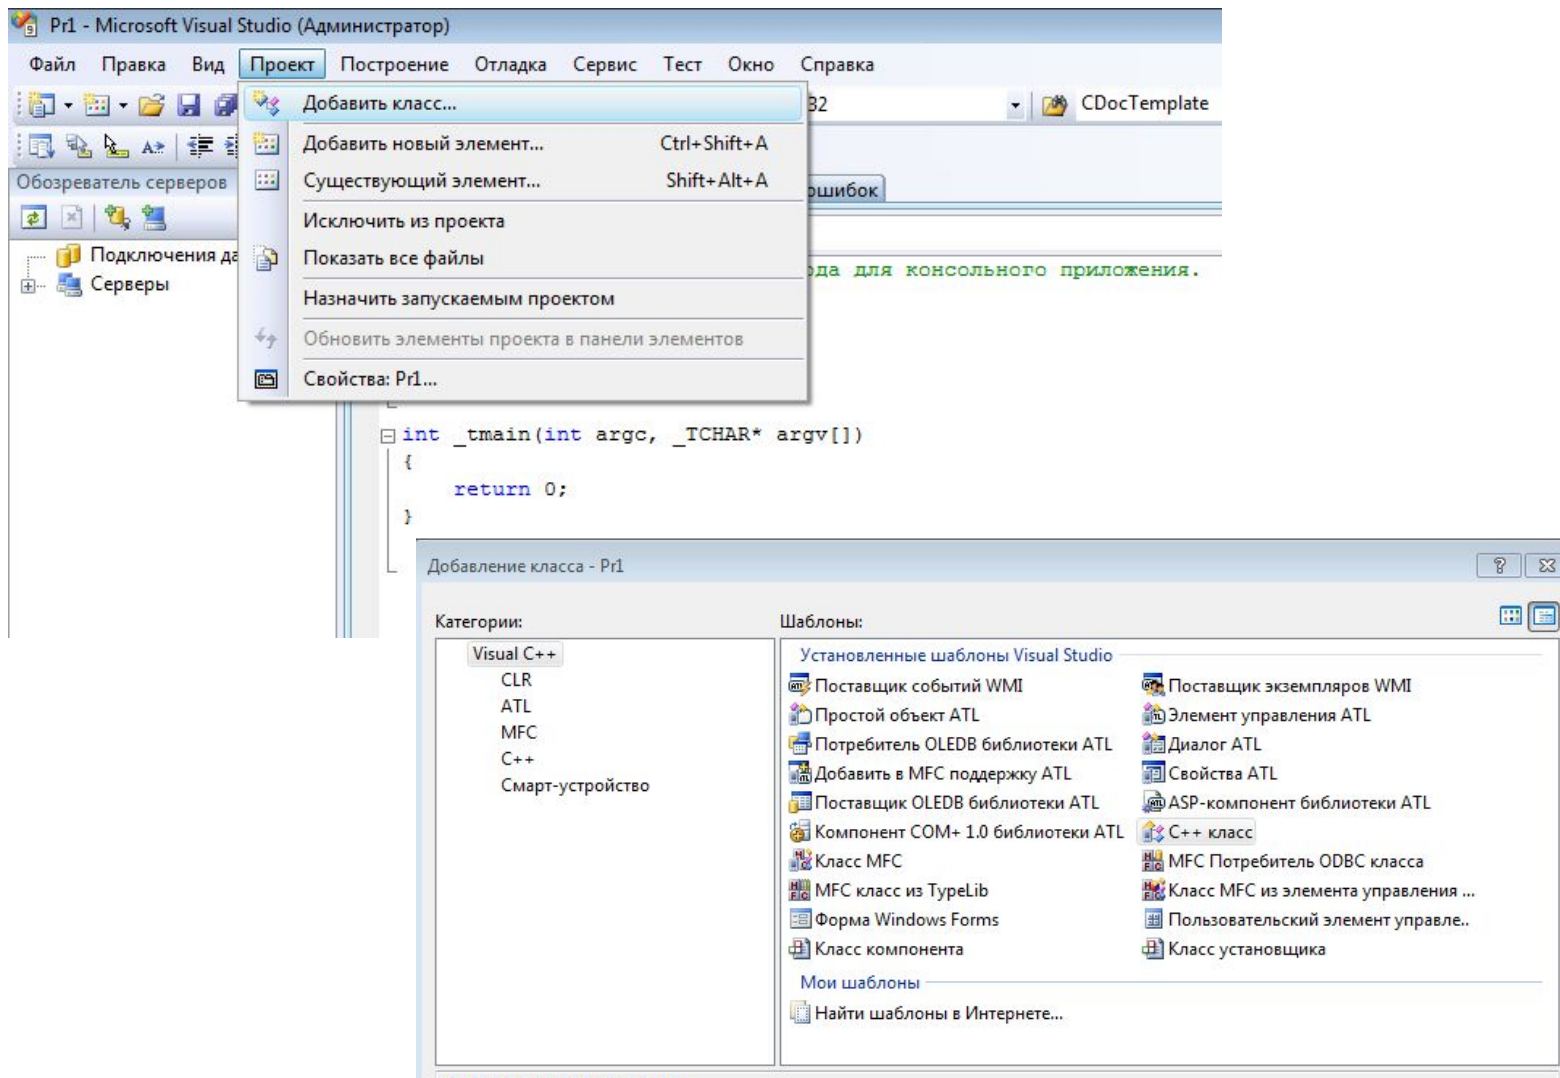 Pr1 - Microsoft Visual Studio (Администратор)
Файл Правка Вид Проект Построение Отладка Сервис Тест Окно Справка
Добавить класс... 32 CDocTemplate
Добавить новый элемент... Ctrl+Shift+A
Обозреватель серверов Существующий элемент... Shift+Alt+A ошибок
Исключить из проекта
Подключения да Показать все файлы
ода для консольного приложения.
Серверы
Назначить запускаемым проектом
Обновить элементы проекта в панели элементов
Свойства: Pr1...
int _tmain(int argc, _TCHAR* argv[])
{
return 0;
}
Добавление класса - Pr1
Категории: Шаблоны:
Visual C++ Установленные шаблоны Visual Studio
CLR Поставщик событий WMI Поставщик экземпляров WMI
ATL Простой объект ATL Элемент управления ATL
MFC Потребитель OLEDB библиотеки ATL Диалог ATL
C++ Добавить в MFC поддержку ATL Свойства ATL
Смарт-устройство Поставщик OLEDB библиотеки ATL ASP-компонент библиотеки ATL
Компонент COM+ 1.0 библиотеки ATL C++ класс
Класс MFC MFC Потребитель ODBC класса
MFC класс из TypeLib Класс MFC из элемента управления ...
Форма Windows Forms Пользовательский элемент управле..
Класс компонента Класс установщика
Мои шаблоны
Найти шаблоны в Интернете...